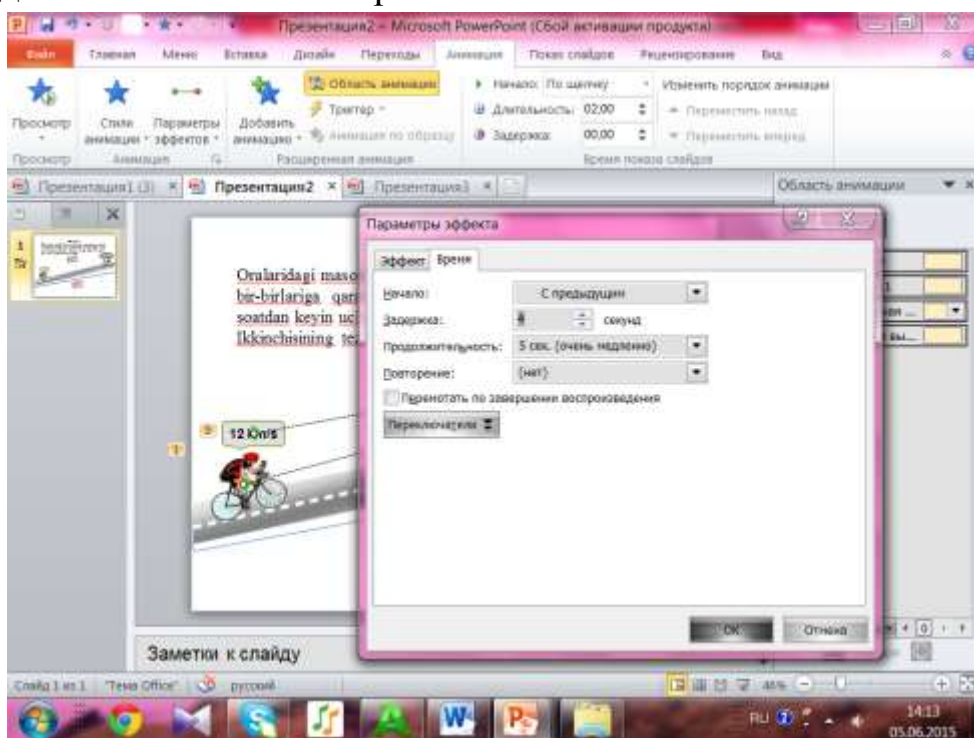 Презентация2 - Microsoft PowerPoint (Сбой активации продукта)
Файл Главная Меню Вставка Дизайн Переходы Анимация Показ слайдов Рецензирование Вид
Просмотр
Стили анимации
Параметры эффектов
Добавить анимацию
Область анимации
Триггер
Анимация по образцу
Начало: По щелчку
Длительность: 02,00
Задержка: 00,00
Изменить порядок анимации
Переместить назад
Переместить вперед
Просмотр Анимация Расширенная анимация Время показа слайдов
Презентация1 (3) Презентация2 Презентация3
Область анимации
1
Oralaridagi
bir-birlariga
soatdan keyin
Ikkinchisining
12 km/s
Параметры эффекта
Эффект Время
Начало: С предыдущим
Задержка: секунд
Продолжительность: 5 сек. (очень медленно)
Повторение: (нет)
Перемотать по завершении воспроизведения
Переключатели
ОК Отмена
Заметки к слайду
Слайд 1 из 1 "Тема Office" русский 46%
RU 14:13
05.06.2015